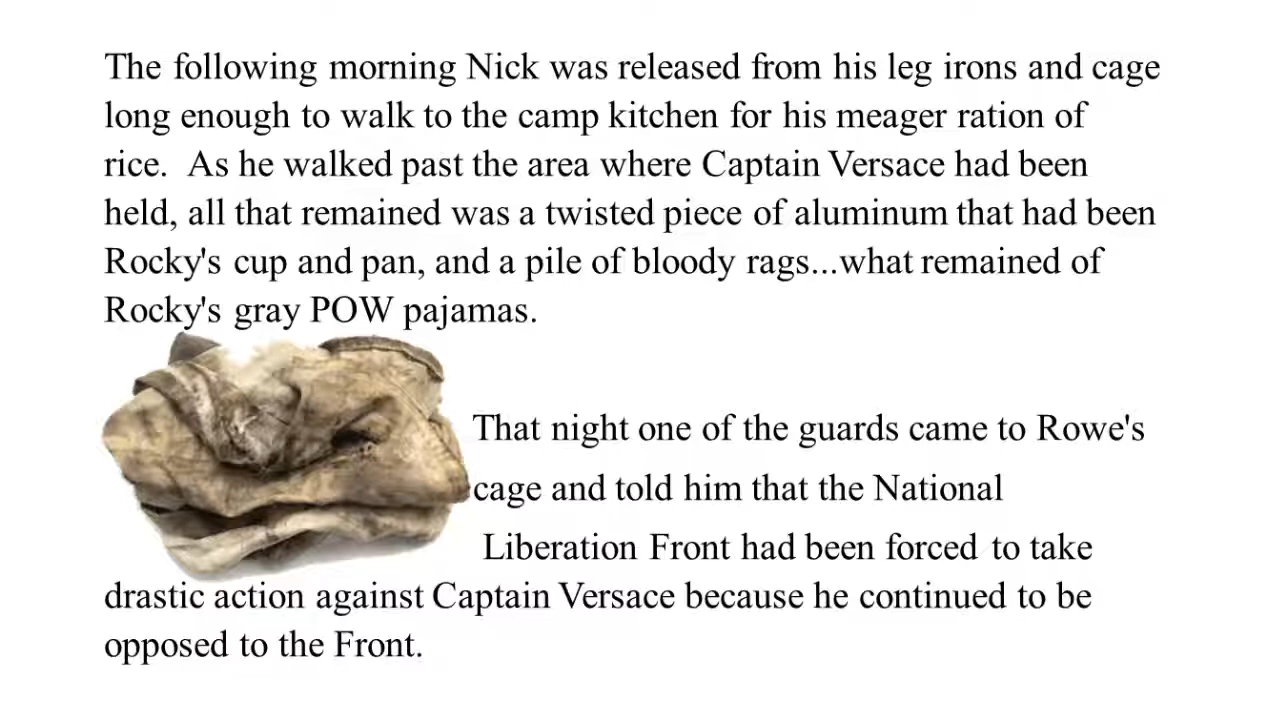 The following morning Nick was released from his leg irons and cage
long enough to walk to the camp kitchen for his meager ration of
rice.  As he walked past the area where Captain Versace had been
held, all that remained was a twisted piece of aluminum that had been
Rocky's cup and pan, and a pile of bloody rags...what remained of
Rocky's gray POW pajamas.
That night one of the guards came to Rowe's
cage and told him that the National
Liberation Front had been forced to take
drastic action against Captain Versace because he continued to be
opposed to the Front.